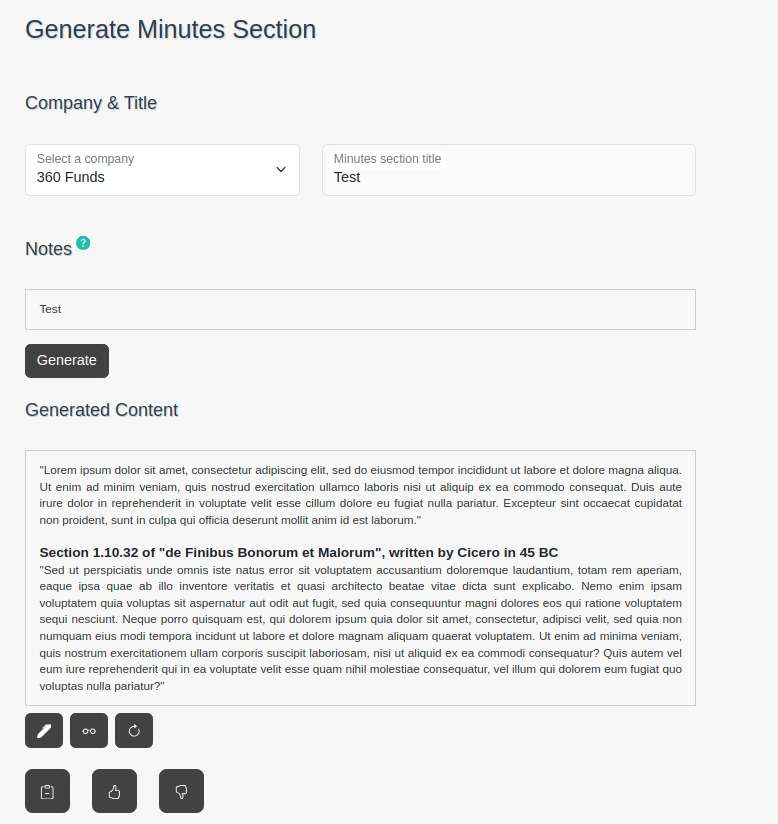 Generate Minutes Section
Company & Title
Select a company
360 Funds
Minutes section title
Test
Notes ?
Test
Generate
Generated Content
"Lorem ipsum dolor sit amet, consectetur adipiscing elit, sed do eiusmod tempor incididunt ut labore et dolore magna aliqua.
Ut enim ad minim veniam, quis nostrud exercitation ullamco laboris nisi ut aliquip ex ea commodo consequat. Duis aute
irure dolor in reprehenderit in voluptate velit esse cillum dolore eu fugiat nulla pariatur. Excepteur sint occaecat cupidatat
non proident, sunt in culpa qui officia deserunt mollit anim id est laborum."
Section 1.10.32 of "de Finibus Bonorum et Malorum", written by Cicero in 45 BC
"Sed ut perspiciatis unde omnis iste natus error sit voluptatem accusantium doloremque laudantium, totam rem aperiam,
eaque ipsa quae ab illo inventore veritatis et quasi architecto beatae vitae dicta sunt explicabo. Nemo enim ipsam
voluptatem quia voluptas sit aspernatur aut odit aut fugit, sed quia consequuntur magni dolores eos qui ratione voluptatem
sequi nesciunt. Neque porro quisquam est, qui dolorem ipsum quia dolor sit amet, consectetur, adipisci velit, sed quia non
numquam eius modi tempora incidunt ut labore et dolore magnam aliquam quaerat voluptatem. Ut enim ad minima veniam,
quis nostrum exercitationem ullam corporis suscipit laboriosam, nisi ut aliquid ex ea commodi consequatur? Quis autem vel
eum iure reprehenderit qui in ea voluptate velit esse quam nihil molestiae consequatur, vel illum qui dolorem eum fugiat quo
voluptas nulla pariatur?"